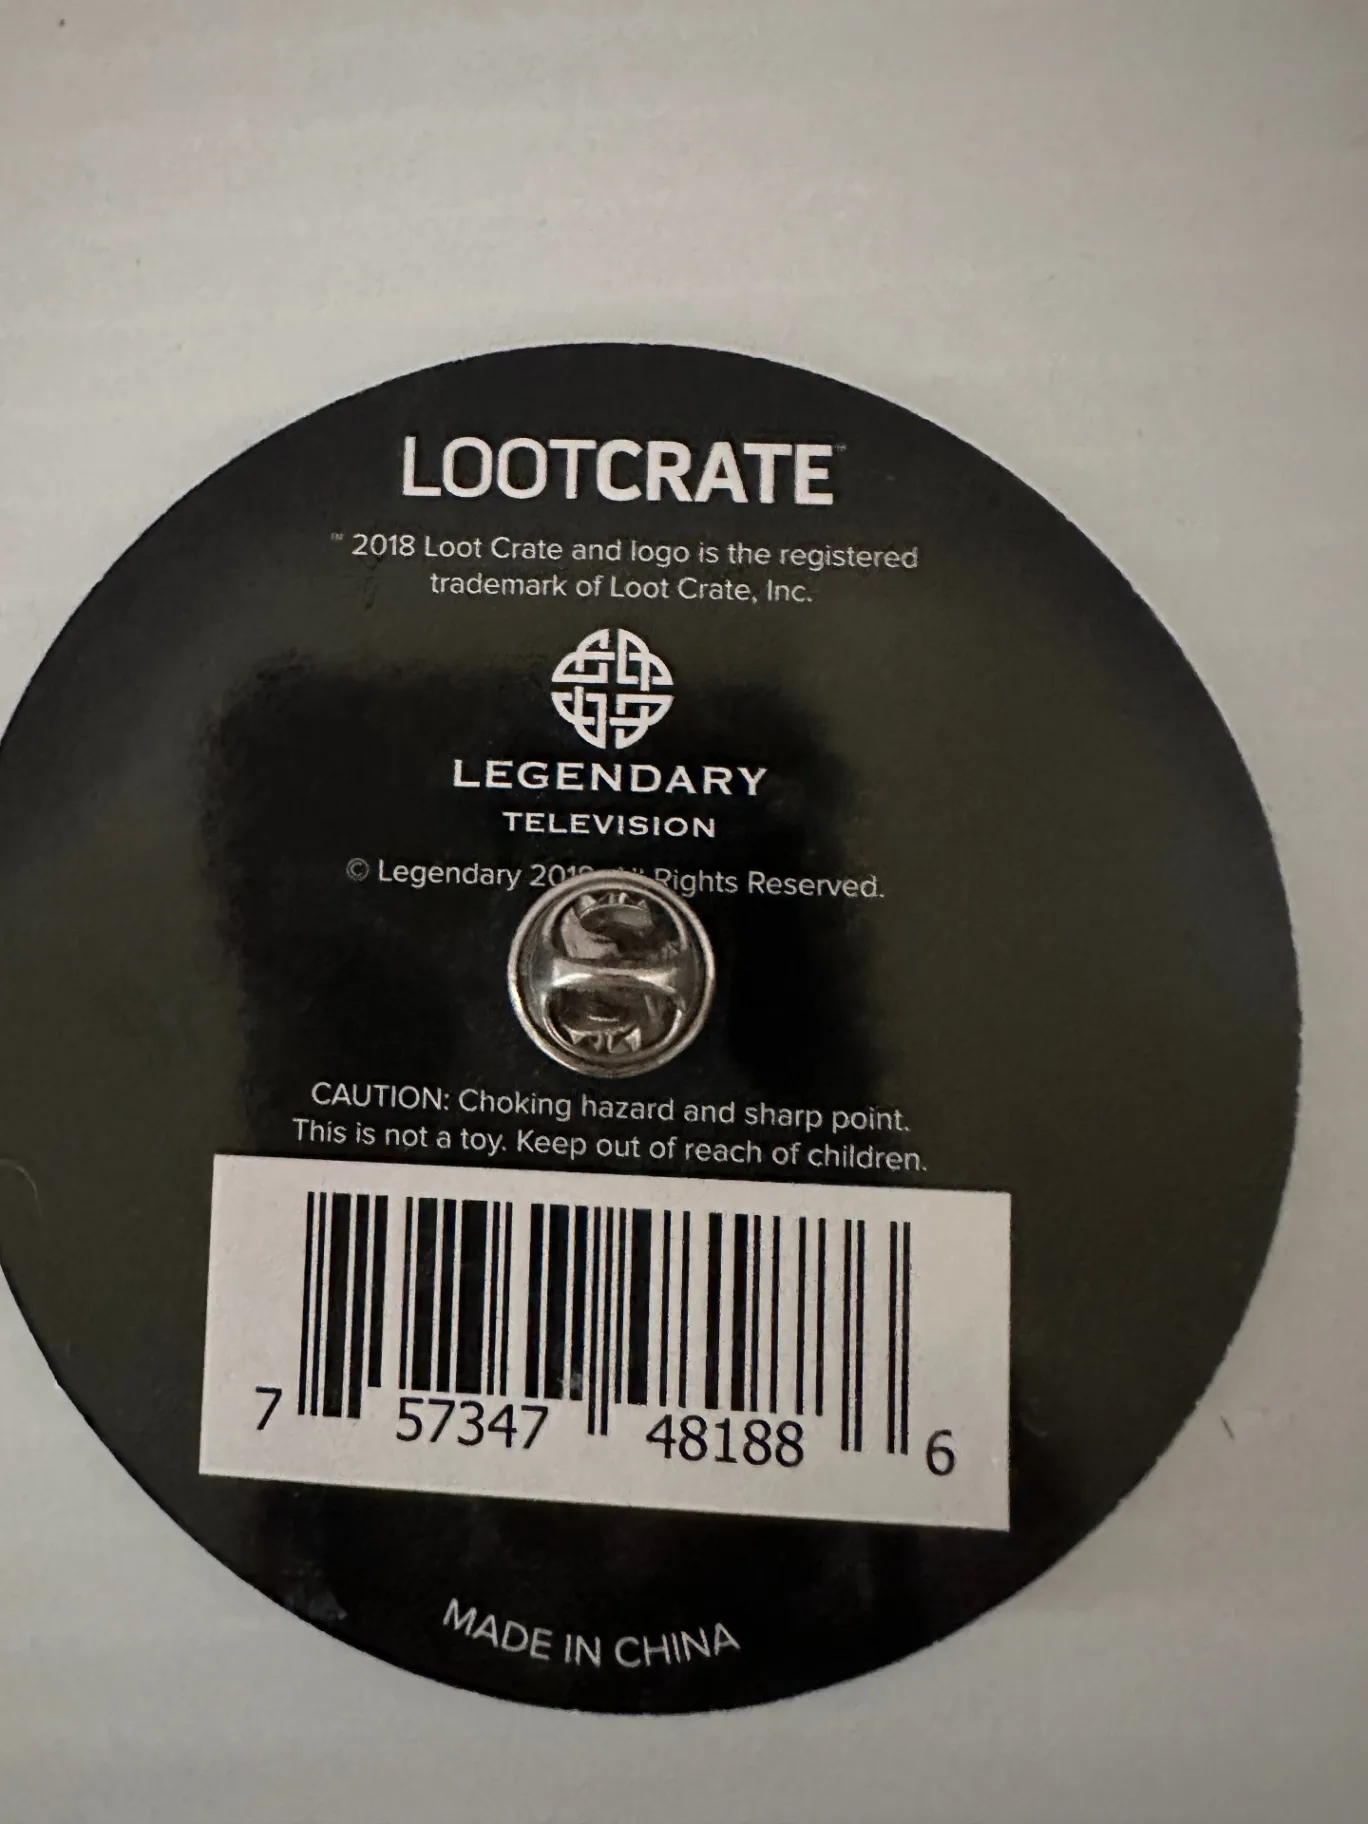 LOOTCRATE™
™ 2018 Loot Crate and logo is the registered
trademark of Loot Crate, Inc.
LEGENDARY
TELEVISION
© Legendary Rights Reserved.
CAUTION: Choking hazard and sharp point.
This is not a toy. Keep out of reach of children.
7 57347 48188 6
MADE IN CHINA